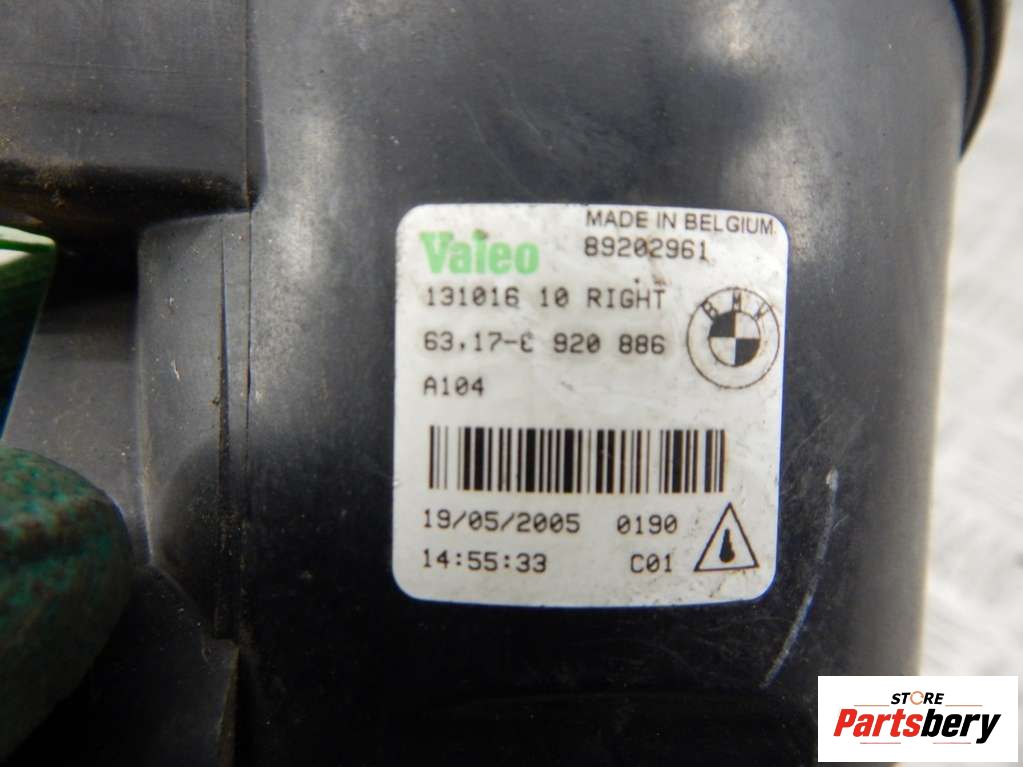 Valeo
MADE IN BELGIUM
89202961
131016 10 RIGHT
BMW
63.17-6 920 886
A104
19/05/2005 0190
14:55:33 C01
STORE
Partsbery